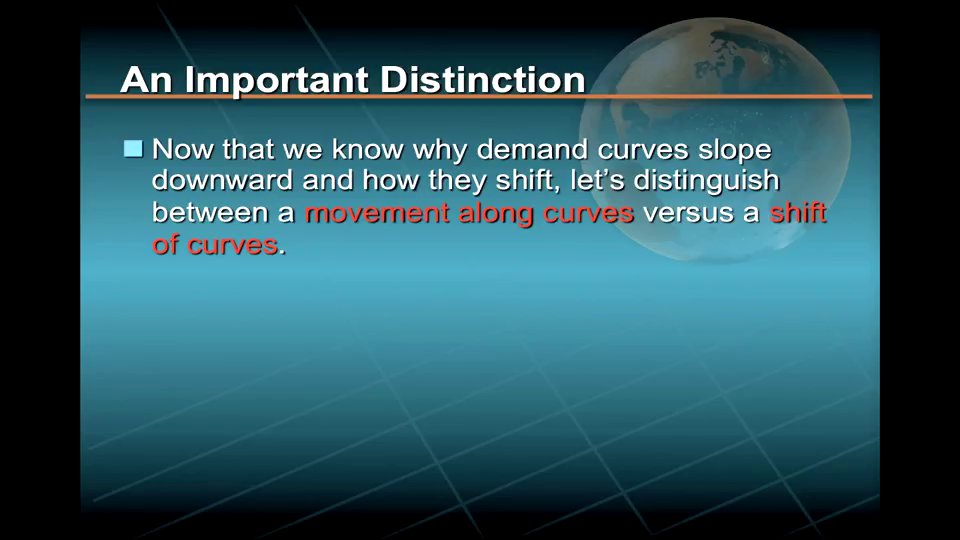 An Important Distinction
Now that we know why demand curves slope
downward and how they shift, let’s distinguish
between a movement along curves versus a shift
of curves.